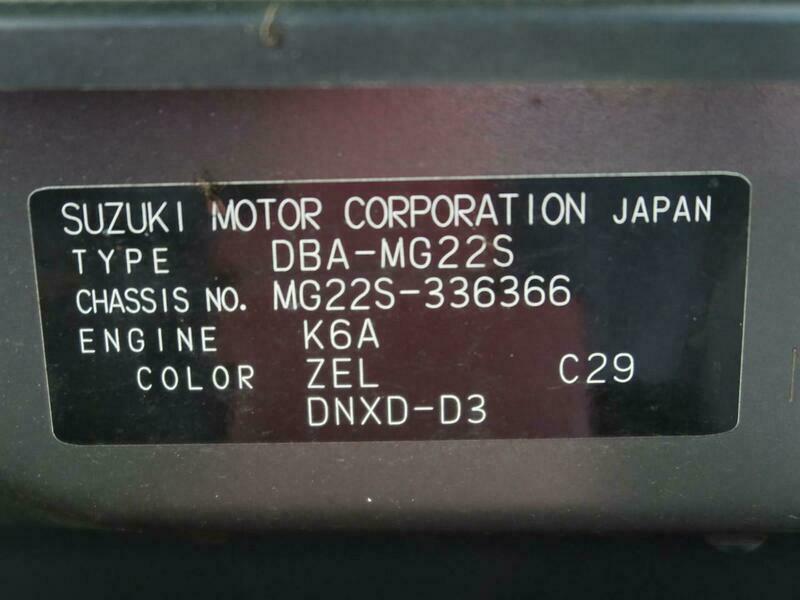 SUZUKI MOTOR CORPORATION JAPAN
TYPE DBA-MG22S
CHASSIS NO. MG22S-336366
ENGINE K6A
COLOR ZEL C29
DNXD-D3